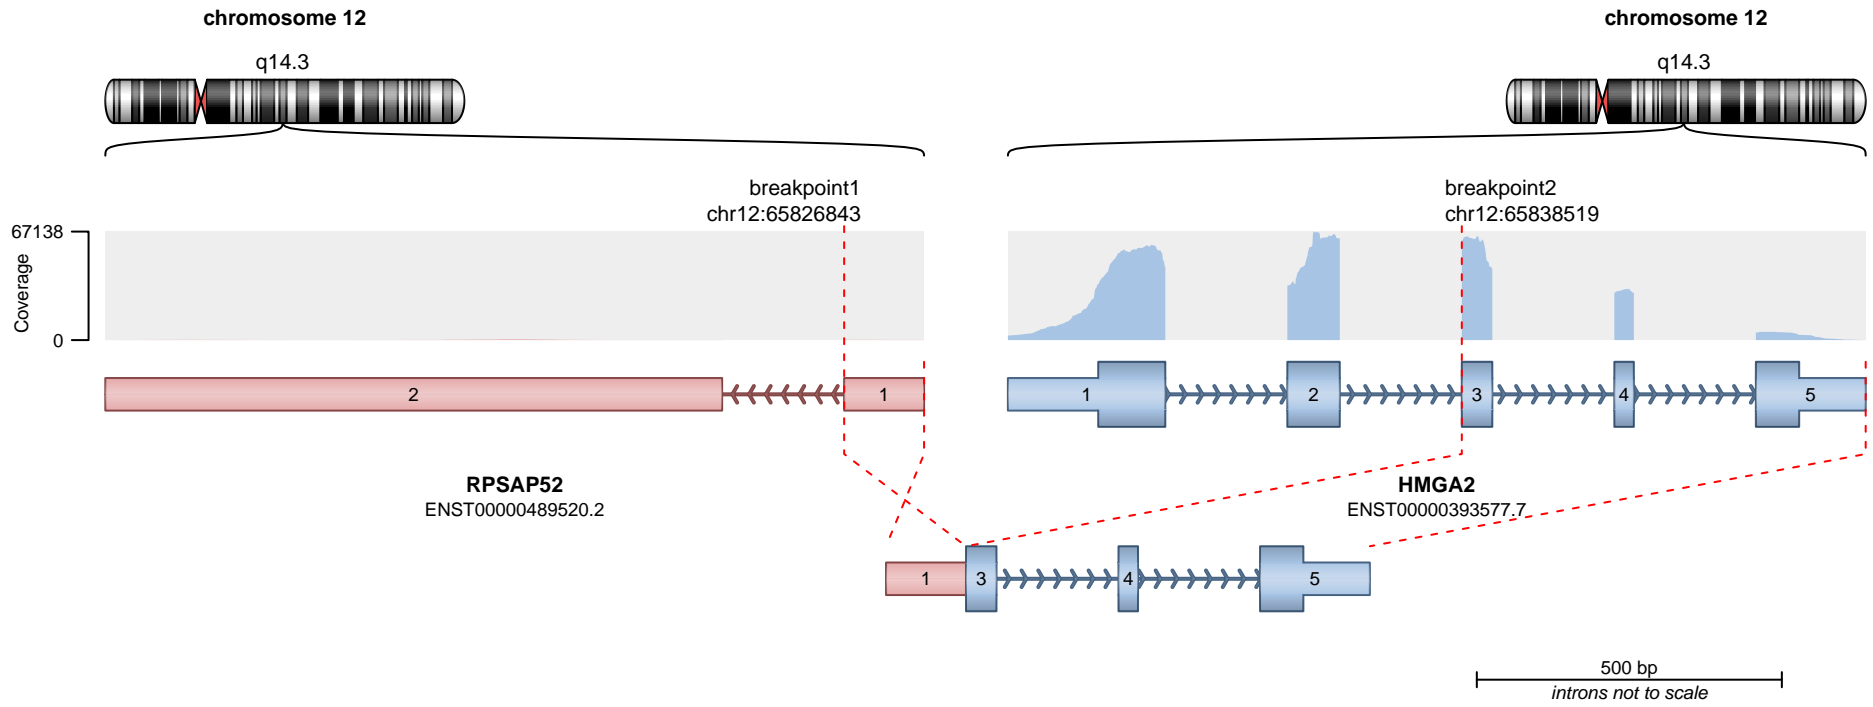 chromosome 12
chromosome 12
q14.3
q14.3
breakpoint1
chr12:65826843
breakpoint2
chr12:65838519
67138
Coverage
0
2
1
1
2
3
4
5
RPSAP52
ENST00000489520.2
HMGA2
ENST00000393577.7
1
3
4
5
500 bp
introns not to scale